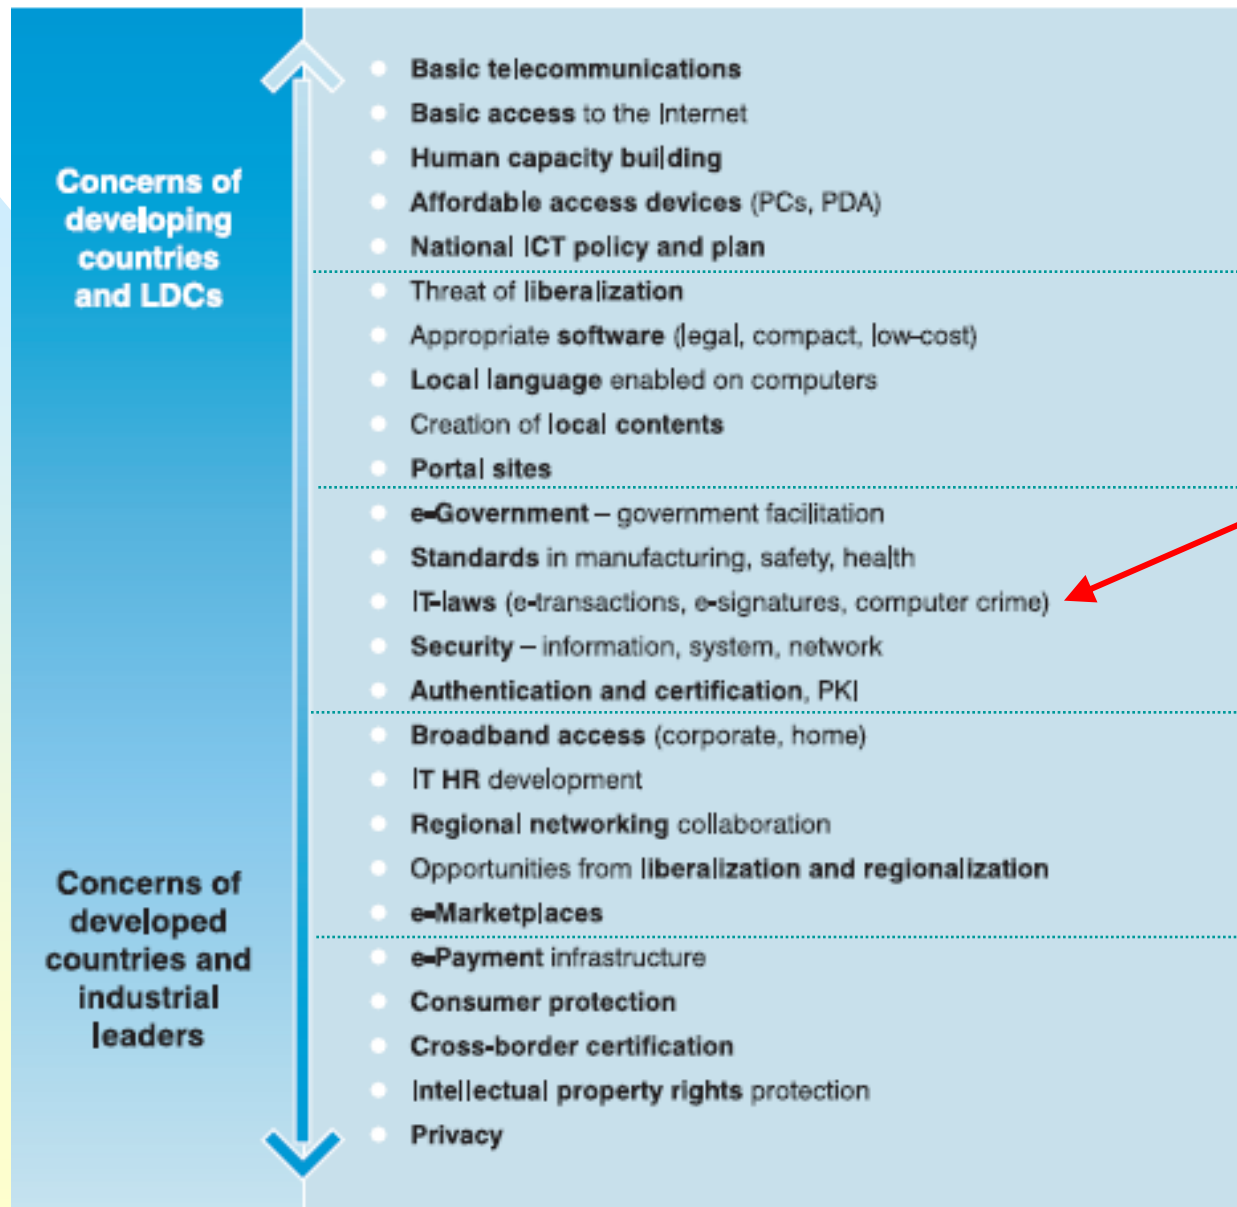 Concerns of
developing
countries
and LDCs
Basic telecommunications
Basic access to the Internet
Human capacity building
Affordable access devices (PCs, PDA)
National ICT policy and plan
Threat of liberalization
Appropriate software (legal, compact, low-cost)
Local language enabled on computers
Creation of local contents
Portal sites
e-Government – government facilitation
Standards in manufacturing, safety, health
IT-laws (e-transactions, e-signatures, computer crime)
Security – information, system, network
Authentication and certification, PKI
Broadband access (corporate, home)
IT HR development
Regional networking collaboration
Opportunities from liberalization and regionalization
e-Marketplaces
Concerns of
developed
countries and
industrial
leaders
e-Payment infrastructure
Consumer protection
Cross-border certification
Intellectual property rights protection
Privacy